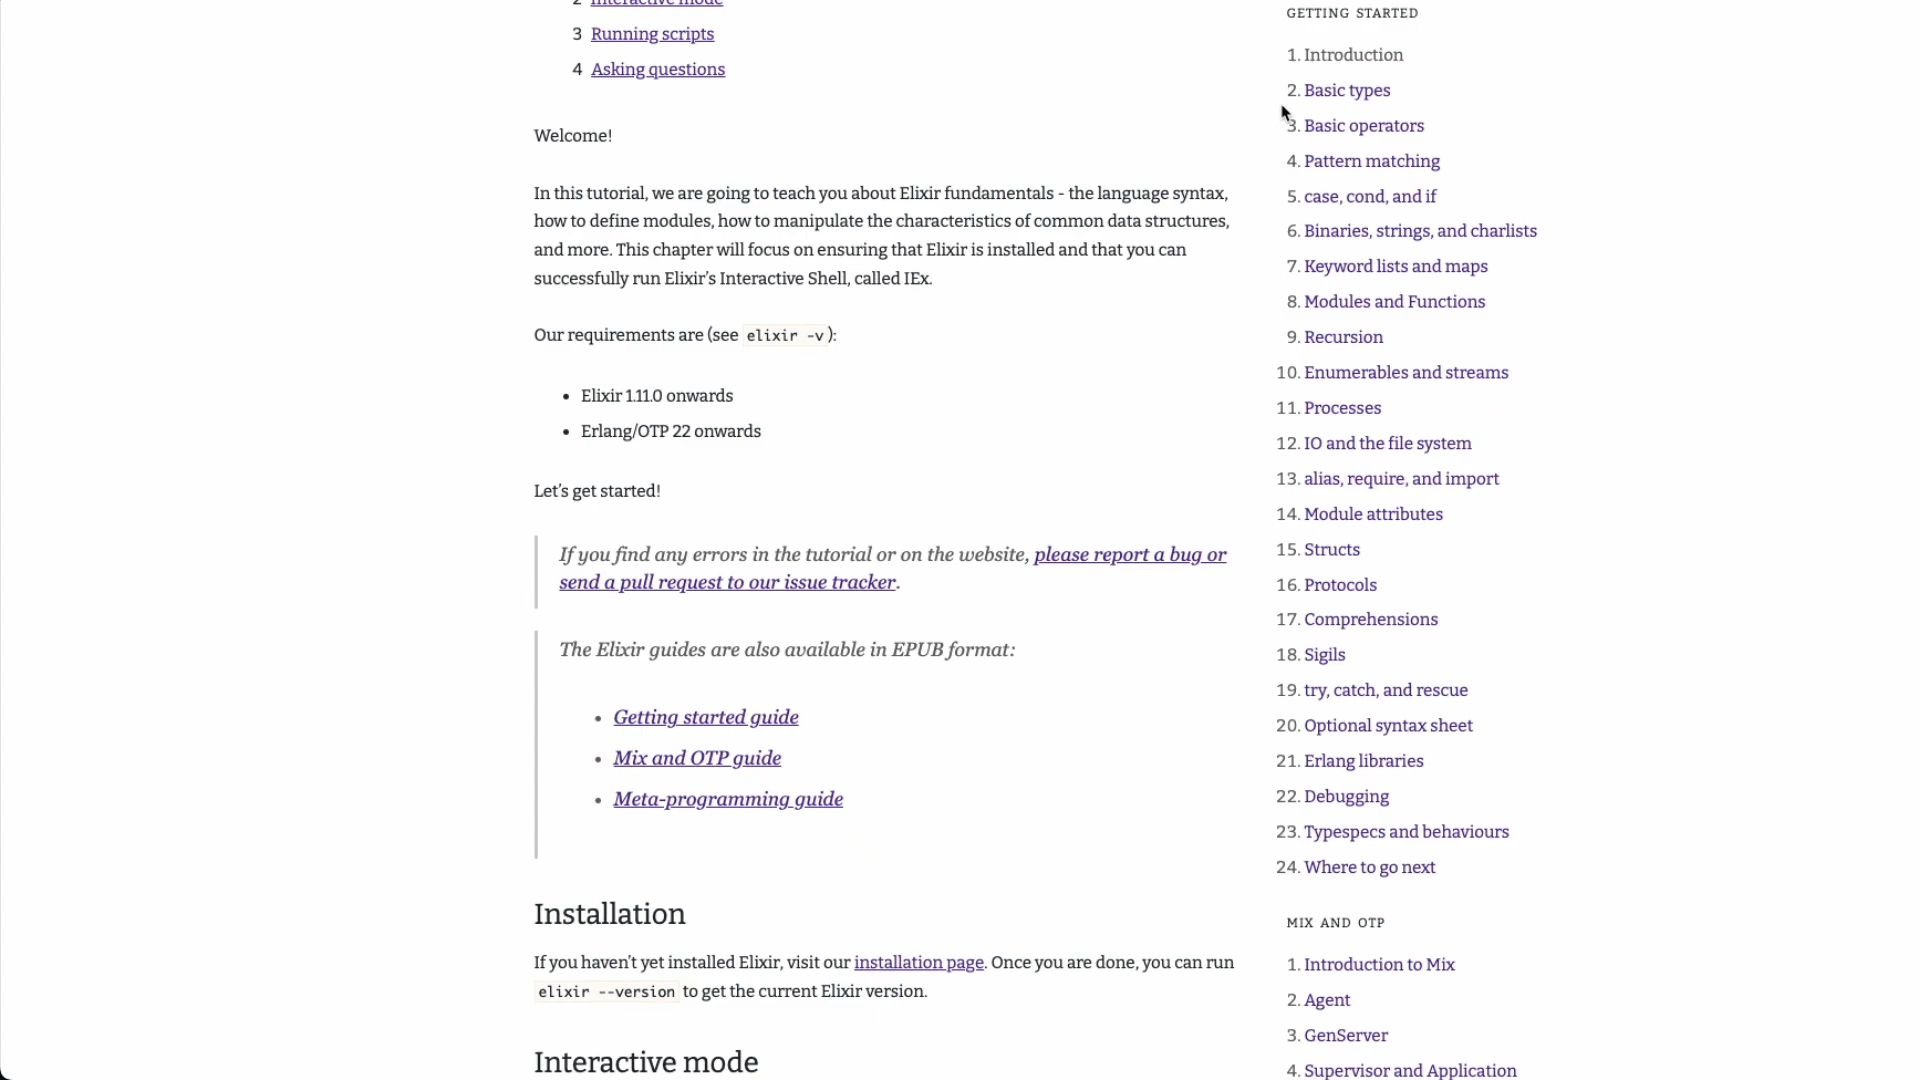 2 Interactive mode
3 Running scripts
4 Asking questions
Welcome!
In this tutorial, we are going to teach you about Elixir fundamentals - the language syntax,
how to define modules, how to manipulate the characteristics of common data structures,
and more. This chapter will focus on ensuring that Elixir is installed and that you can
successfully run Elixir’s Interactive Shell, called IEx.
Our requirements are (see elixir -v):
• Elixir 1.11.0 onwards
• Erlang/OTP 22 onwards
Let’s get started!
If you find any errors in the tutorial or on the website, please report a bug or
send a pull request to our issue tracker.
The Elixir guides are also available in EPUB format:
• Getting started guide
• Mix and OTP guide
• Meta-programming guide
Installation
If you haven’t yet installed Elixir, visit our installation page. Once you are done, you can run
elixir --version to get the current Elixir version.
Interactive mode
GETTING STARTED
1. Introduction
2. Basic types
3. Basic operators
4. Pattern matching
5. case, cond, and if
6. Binaries, strings, and charlists
7. Keyword lists and maps
8. Modules and Functions
9. Recursion
10. Enumerables and streams
11. Processes
12. IO and the file system
13. alias, require, and import
14. Module attributes
15. Structs
16. Protocols
17. Comprehensions
18. Sigils
19. try, catch, and rescue
20. Optional syntax sheet
21. Erlang libraries
22. Debugging
23. Typespecs and behaviours
24. Where to go next
MIX AND OTP
1. Introduction to Mix
2. Agent
3. GenServer
4. Supervisor and Application